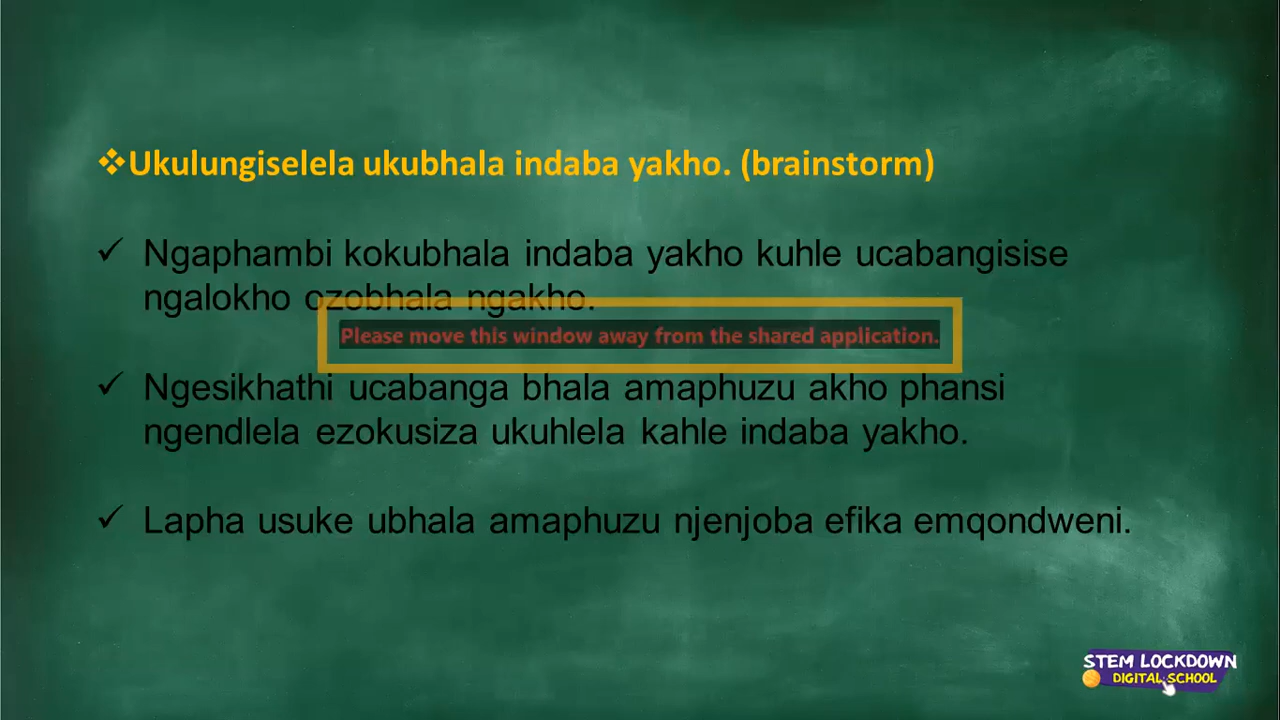 ❖Ukulungiselela ukubhala indaba yakho. (brainstorm)
✓ Ngaphambi kokubhala indaba yakho kuhle ucabangisise
ngalokho ozobhala ngakho.
Please move this window away from the shared application.
✓ Ngesikhathi ucabanga bhala amaphuzu akho phansi
ngendlela ezokusiza ukuhlela kahle indaba yakho.
✓ Lapha usuke ubhala amaphuzu njenjoba efika emqondweni.
STEM LOCKDOWN
DIGITAL SCHOOL